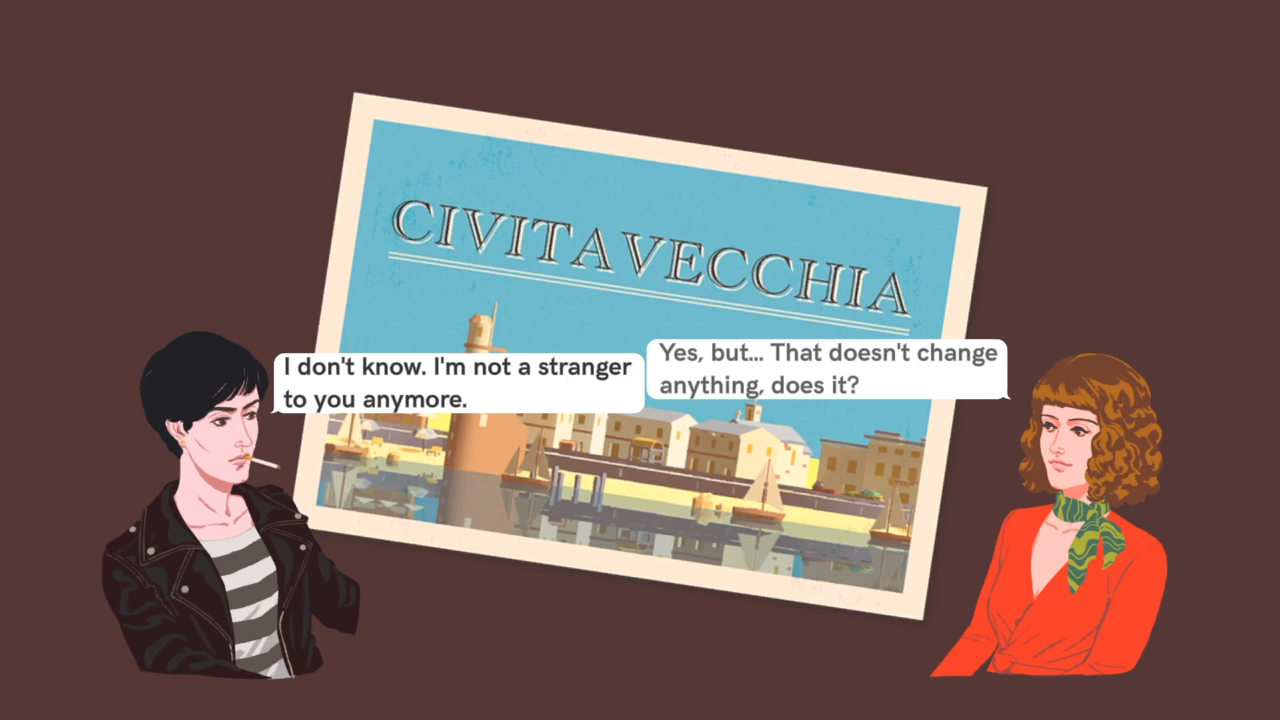 CIVITAVECCHIA
I don't know. I'm not a stranger
to you anymore.
Yes, but... That doesn't change
anything, does it?